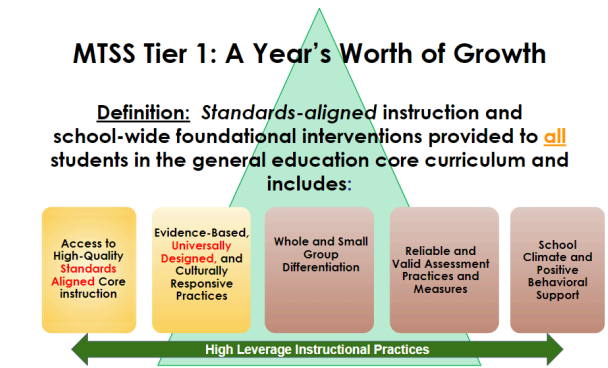 MTSS Tier 1: A Year's Worth of Growth
Definition: Standards-aligned instruction and
school-wide foundational interventions provided to all
students in the general education core curriculum and
includes:
Access to
High-Quality
Standards
Aligned Core
instruction
Evidence-Based,
Universally
Designed, and
Culturally
Responsive
Practices
Whole and Small
Group
Differentiation
Reliable and
Valid Assessment
Practices and
Measures
School
Climate and
Positive
Behavioral
Support
High Leverage Instructional Practices